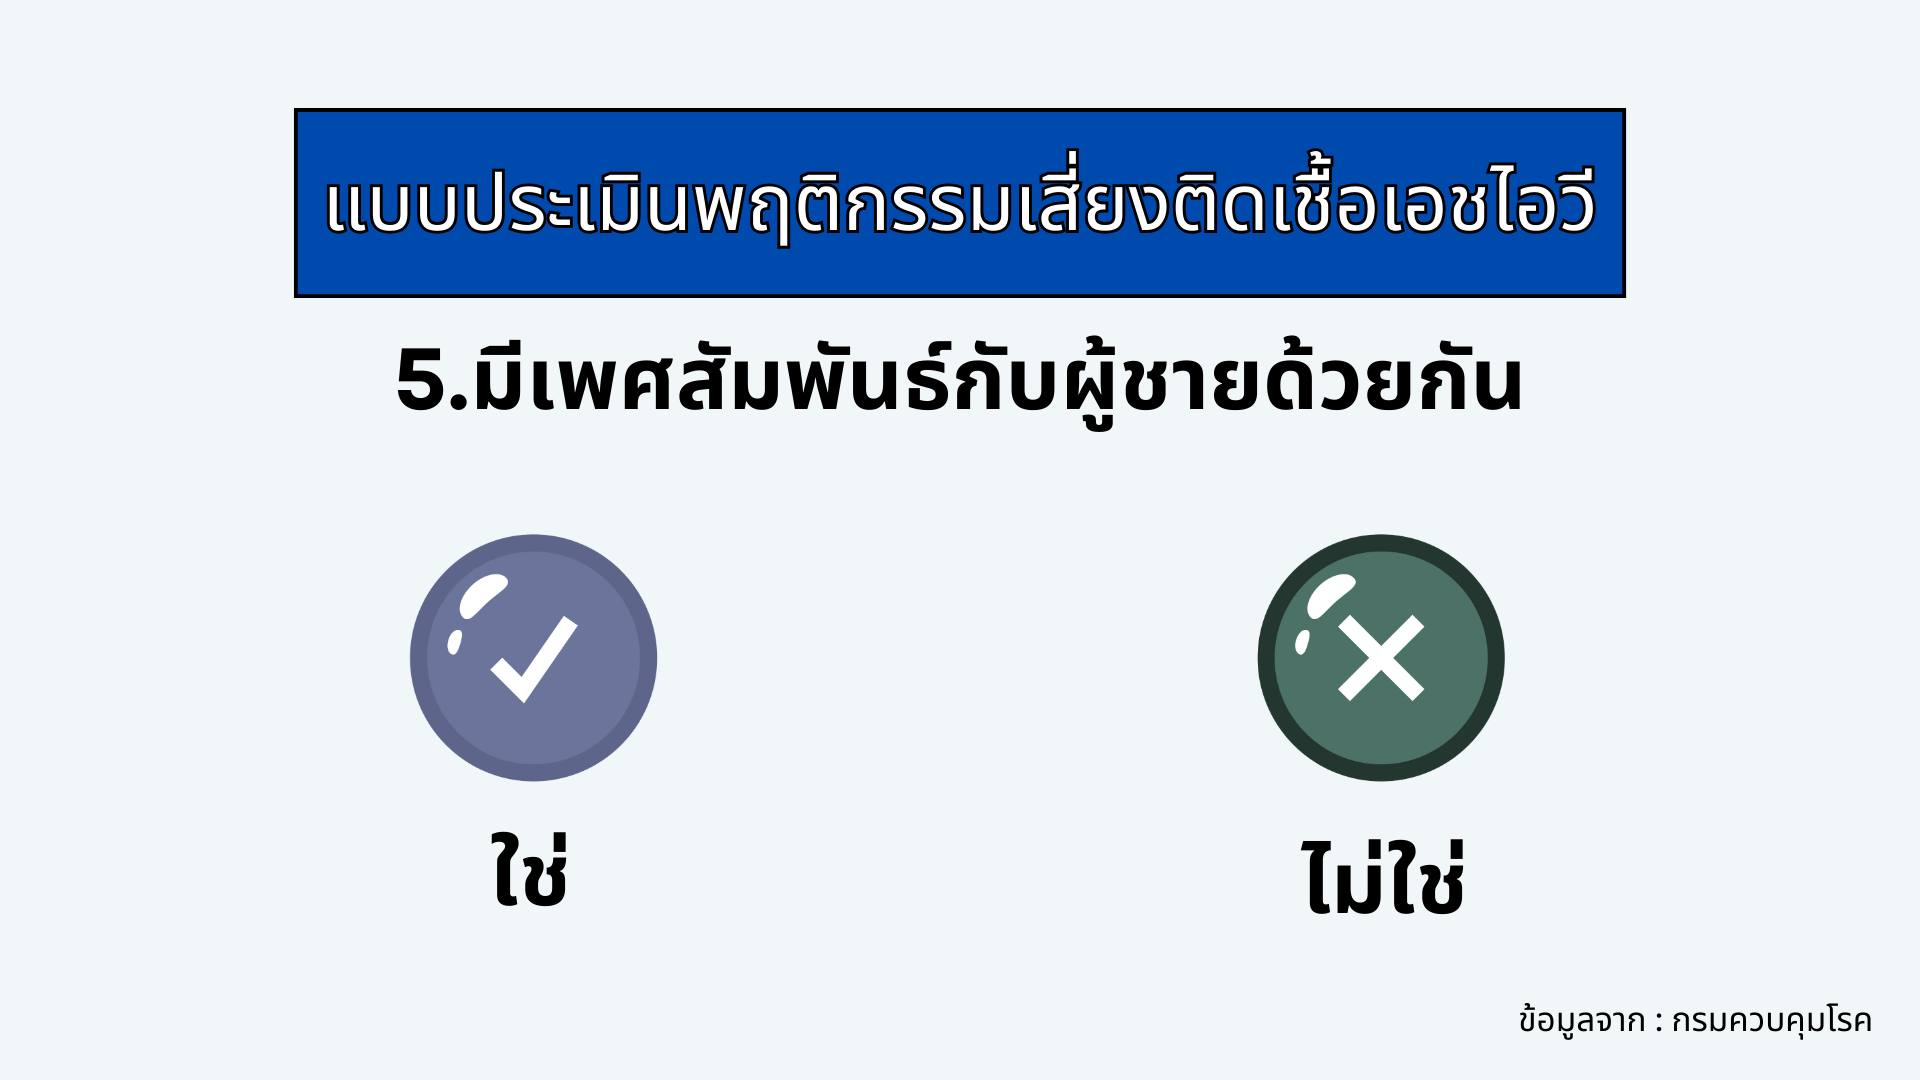 แบบประเมินพฤติกรรมเสี่ยงติดเชื้อเอชไอวี
5.มีเพศสัมพันธ์กับผู้ชายด้วยกัน
ใช่
ไม่ใช่
ข้อมูลจาก : กรมควบคุมโรค